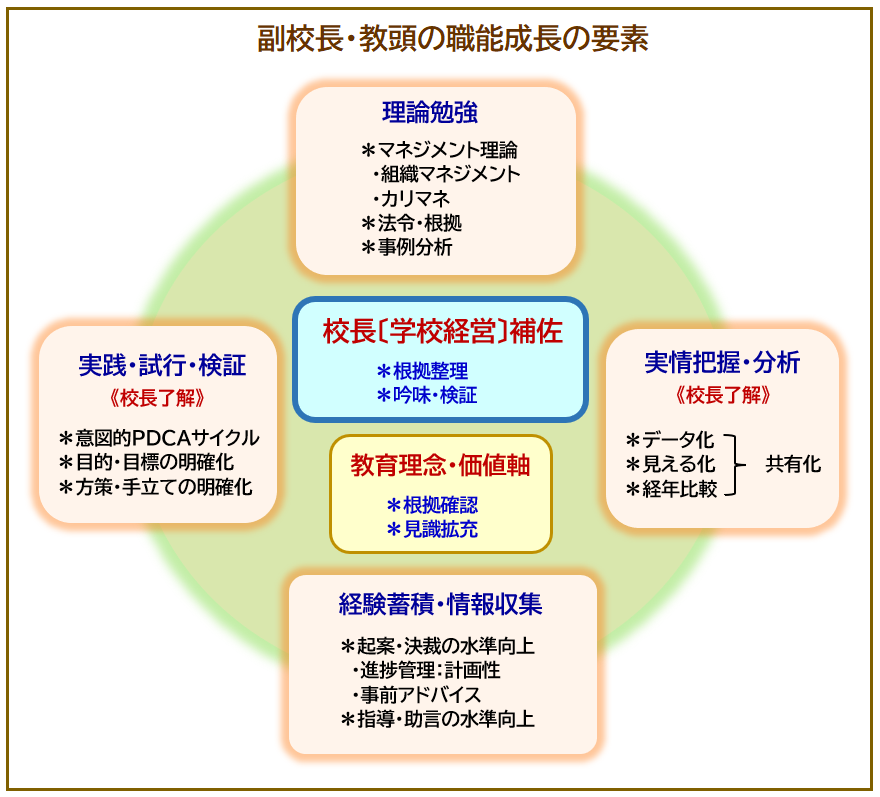 副校長・教頭の職能成長の要素
理論勉強
＊マネジメント理論
・組織マネジメント
・カリマネ
＊法令・根拠
＊事例分析
校長〔学校経営〕補佐
＊根拠整理
＊吟味・検証
教育理念・価値軸
＊根拠確認
＊見識拡充
実践・試行・検証
《校長了解》
＊意図的PDCAサイクル
＊目的・目標の明確化
＊方策・手立ての明確化
実情把握・分析
《校長了解》
＊データ化
＊見える化
＊経年比較
共有化
経験蓄積・情報収集
＊起案・決裁の水準向上
・進捗管理：計画性
・事前アドバイス
＊指導・助言の水準向上